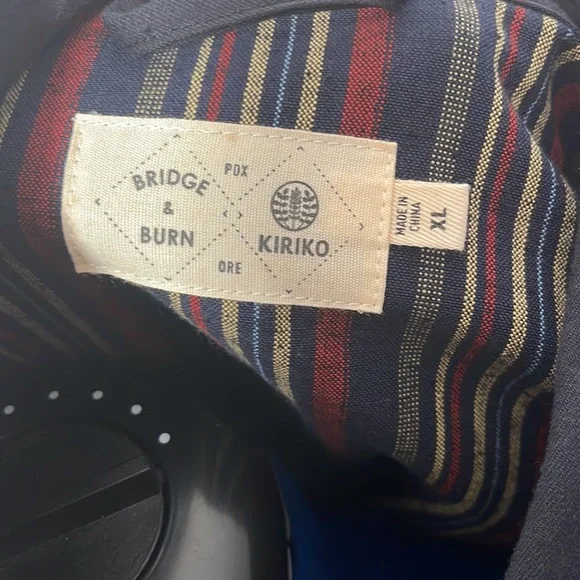 PDX
BRIDGE
&
BURN
KIRIKO
ORE
MADE IN
CHINA
XL